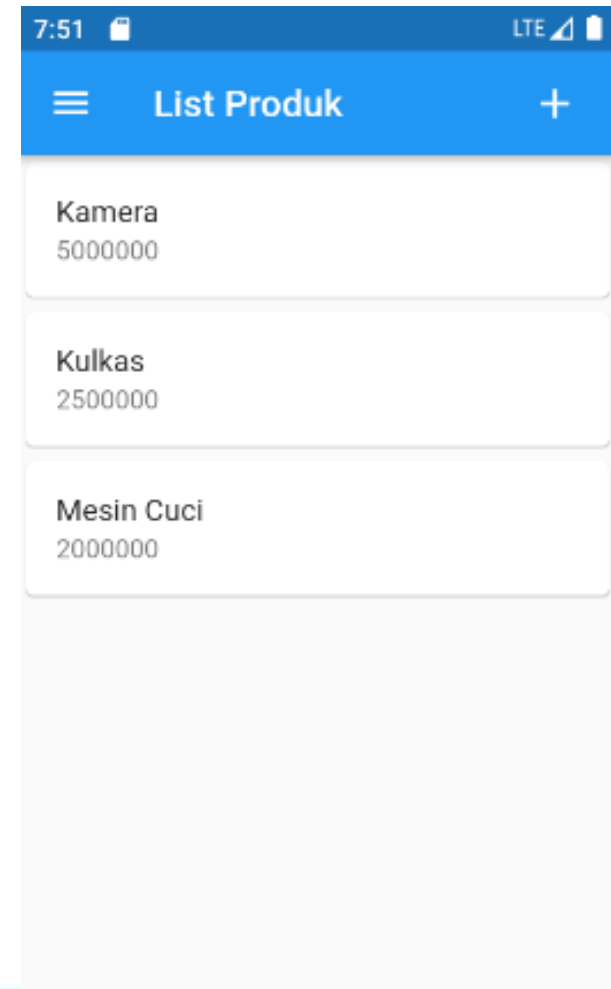 7:51 LTE
List Produk
Kamera
5000000
Kulkas
2500000
Mesin Cuci
2000000